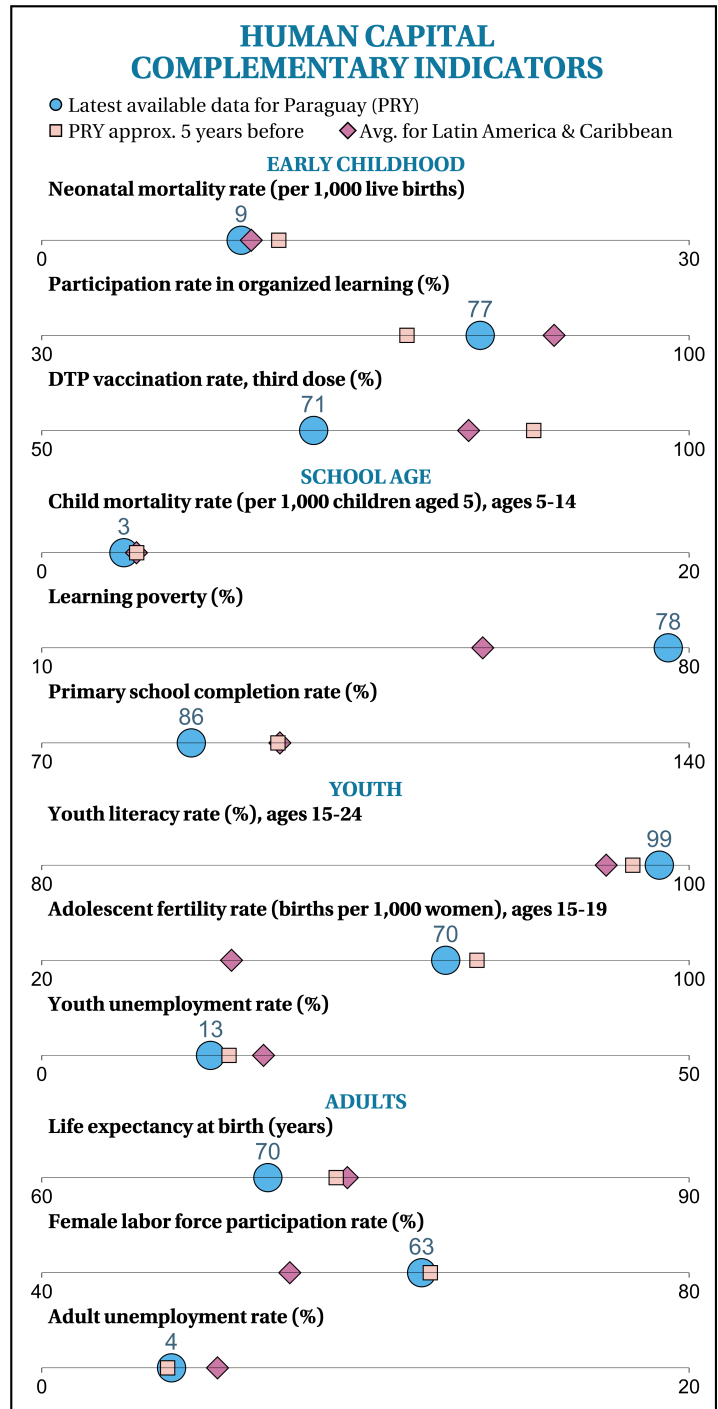 HUMAN CAPITAL
COMPLEMENTARY INDICATORS
Latest available data for Paraguay (PRY)
PRY approx. 5 years before Avg. for Latin America & Caribbean
EARLY CHILDHOOD
Neonatal mortality rate (per 1,000 live births)
9
0 30
Participation rate in organized learning (%)
77
30 100
DTP vaccination rate, third dose (%)
71
50 100
SCHOOL AGE
Child mortality rate (per 1,000 children aged 5), ages 5-14
3
0 20
Learning poverty (%)
78
10 80
Primary school completion rate (%)
86
70 140
YOUTH
Youth literacy rate (%), ages 15-24
99
80 100
Adolescent fertility rate (births per 1,000 women), ages 15-19
70
20 100
Youth unemployment rate (%)
13
0 50
ADULTS
Life expectancy at birth (years)
70
60 90
Female labor force participation rate (%)
63
40 80
Adult unemployment rate (%)
4
0 20